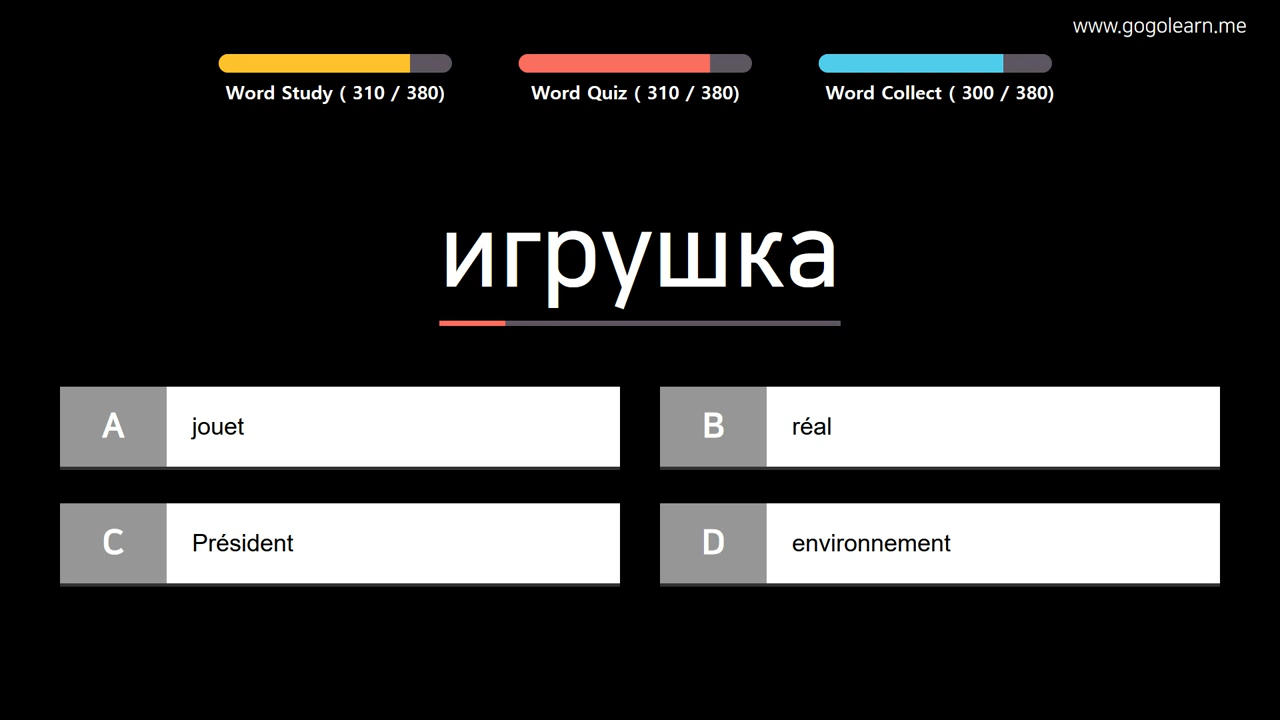 www.gogolearn.me
Word Study ( 310 / 380)
Word Quiz ( 310 / 380)
Word Collect ( 300 / 380)
игрушка
A jouet
B réal
C Président
D environnement